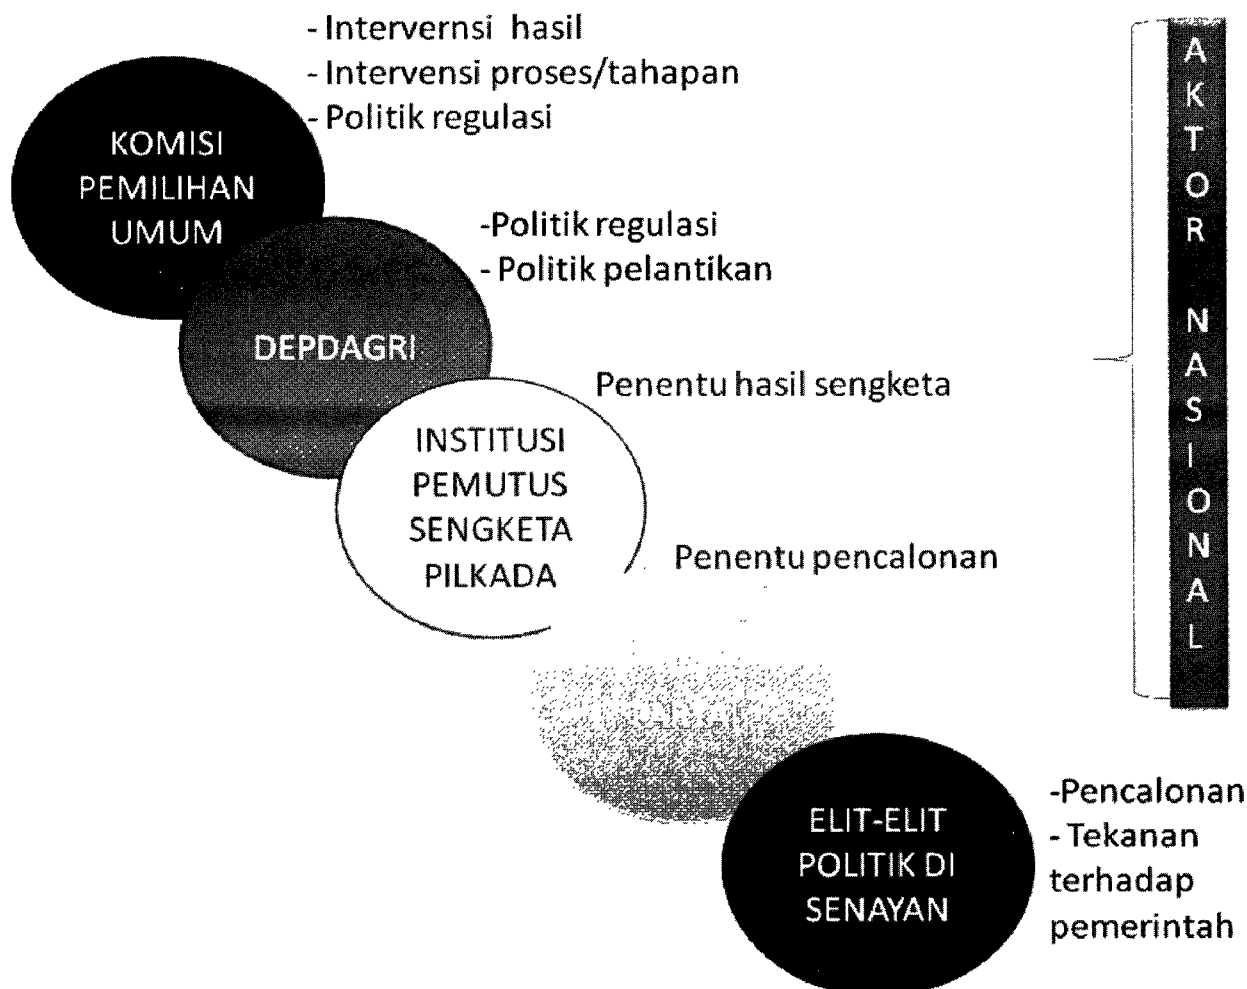 - Intervernsi hasil
- Intervensi proses/tahapan
- Politik regulasi
KOMISI
PEMILIHAN
UMUM
-Politik regulasi
- Politik pelantikan
DEPDAGRI
Penentu hasil sengketa
INSTITUSI
PEMUTUS
SENGKETA
PILKADA
Penentu pencalonan
ELIT-ELIT
POLITIK DI
SENAYAN
-Pencalonan
- Tekanan
terhadap
pemerintah
AKTOR NASIONAL